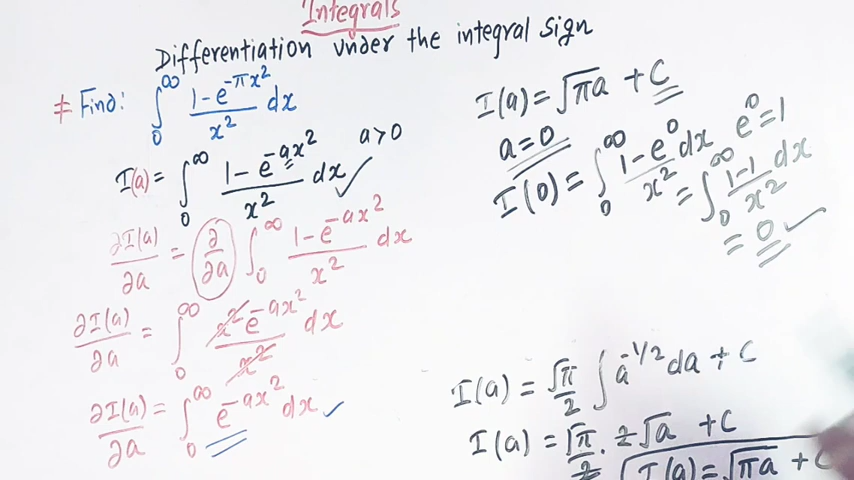 Integrals
Differentiation under the integral sign
≠ Find: ∫₀^∞ (1-e^(-πx²))/x² dx
I(a) = ∫₀^∞ (1-e^(-ax²))/x² dx ✓ a>0
∂I(a)/∂a = ∂/∂a ∫₀^∞ (1-e^(-ax²))/x² dx
∂I(a)/∂a = ∫₀^∞ (x² e^(-ax²))/x² dx
∂I(a)/∂a = ∫₀^∞ e^(-ax²) dx ✓
I(a) = √πa + C
a=0
I(0) = ∫₀^∞ (1-e⁰)/x² dx e⁰=1
= ∫₀^∞ (1-1)/x² dx
= 0 ✓
I(a) = √π/2 ∫ a^(-1/2) da + C
I(a) = √π/2 · 2√a + C
I(a) = √πa + C